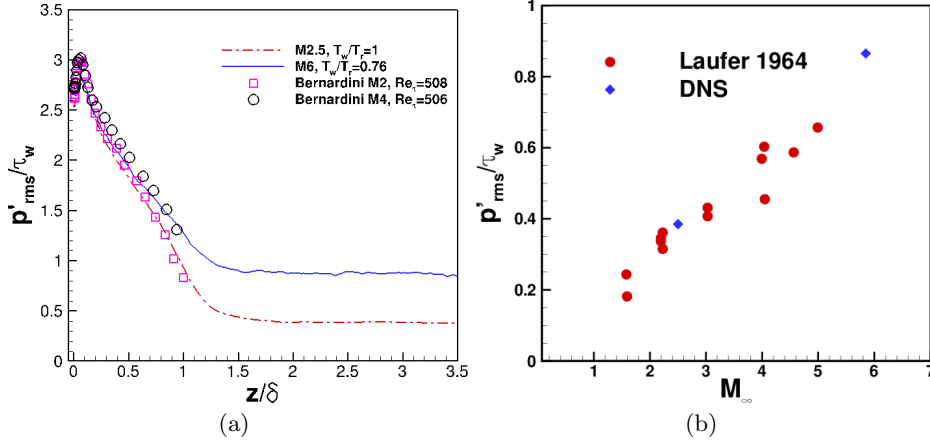 (a)
p'rms/τw
3.5
3
2.5
2
1.5
1
0.5
0
0 0.5 1 1.5 2 2.5 3 3.5
z/δ
M2.5, Tw/Tr=1
M6, Tw/Tr=0.76
Bernardini M2, Reτ=508
Bernardini M4, Reτ=506
(a)
p'rms/τw
1
0.8
0.6
0.4
0.2
0
1 2 3 4 5 6 7
M∞
Laufer 1964
DNS
(b)
(b)